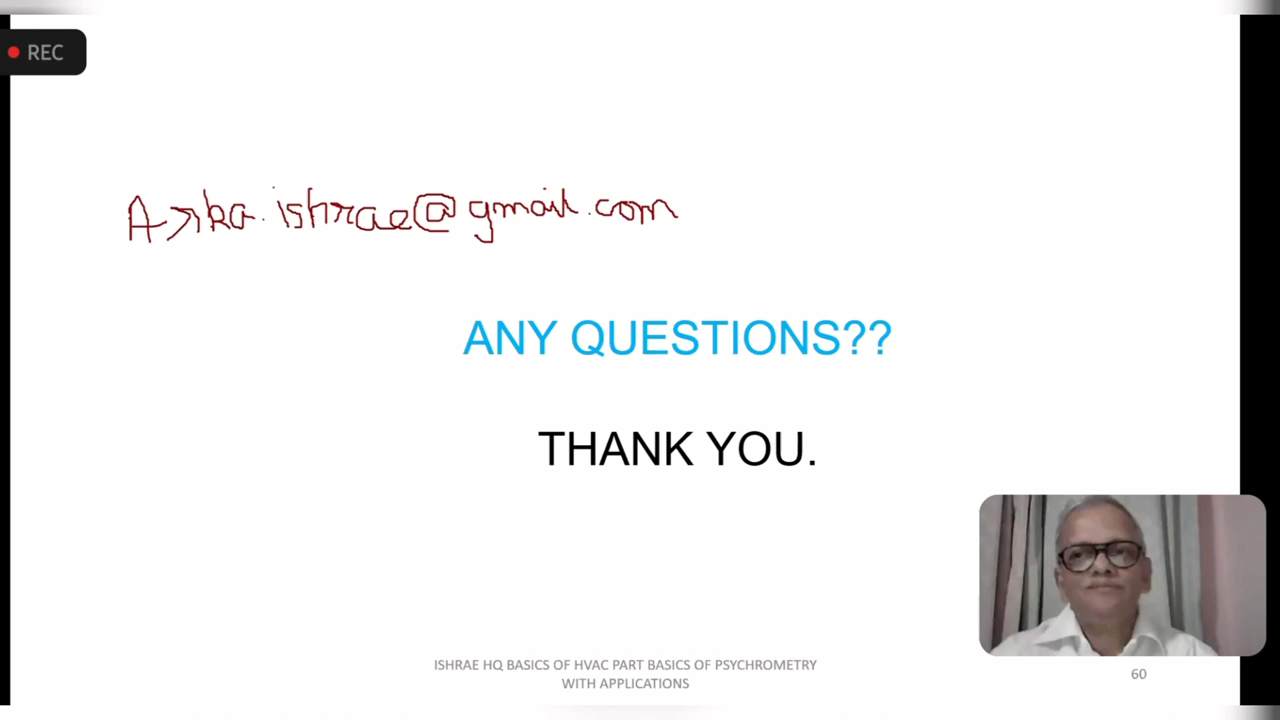 REC
ishrae@gmail.com
ANY QUESTIONS??
THANK YOU.
ISHRAE HQ BASICS OF HVAC PART BASICS OF PSYCHROMETRY
WITH APPLICATIONS
60